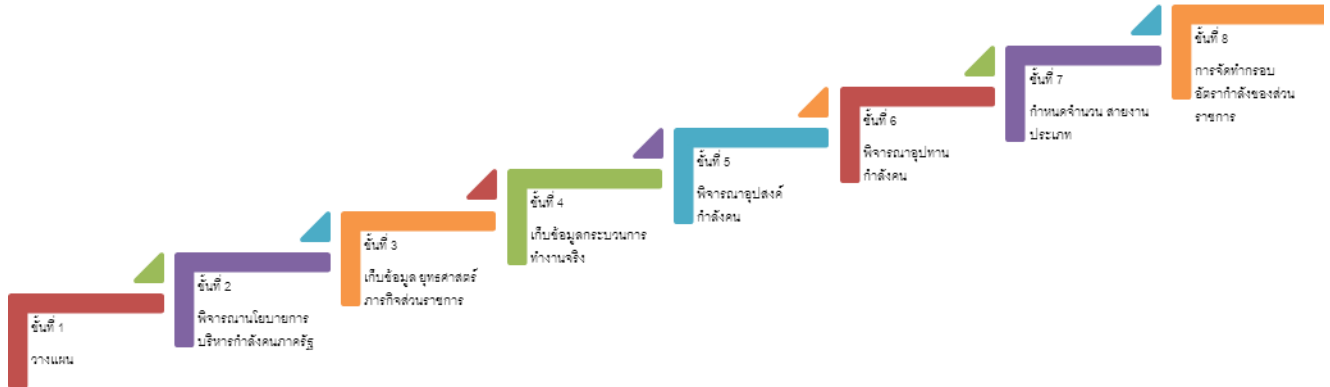 ขั้นที่ 1
วางแผน
ขั้นที่ 2
พิจารณานโยบายการ
บริหารกำลังคนภาครัฐ
ขั้นที่ 3
เก็บข้อมูล ยุทธศาสตร์
ภารกิจส่วนราชการ
ขั้นที่ 4
เก็บข้อมูลกระบวนการ
ทำงานจริง
ขั้นที่ 5
พิจารณาอุปสงค์
กำลังคน
ขั้นที่ 6
พิจารณาอุปทาน
กำลังคน
ขั้นที่ 7
กำหนดจำนวน สายงาน
ประเภท
ขั้นที่ 8
การจัดทำกรอบ
อัตรากำลังของส่วน
ราชการ